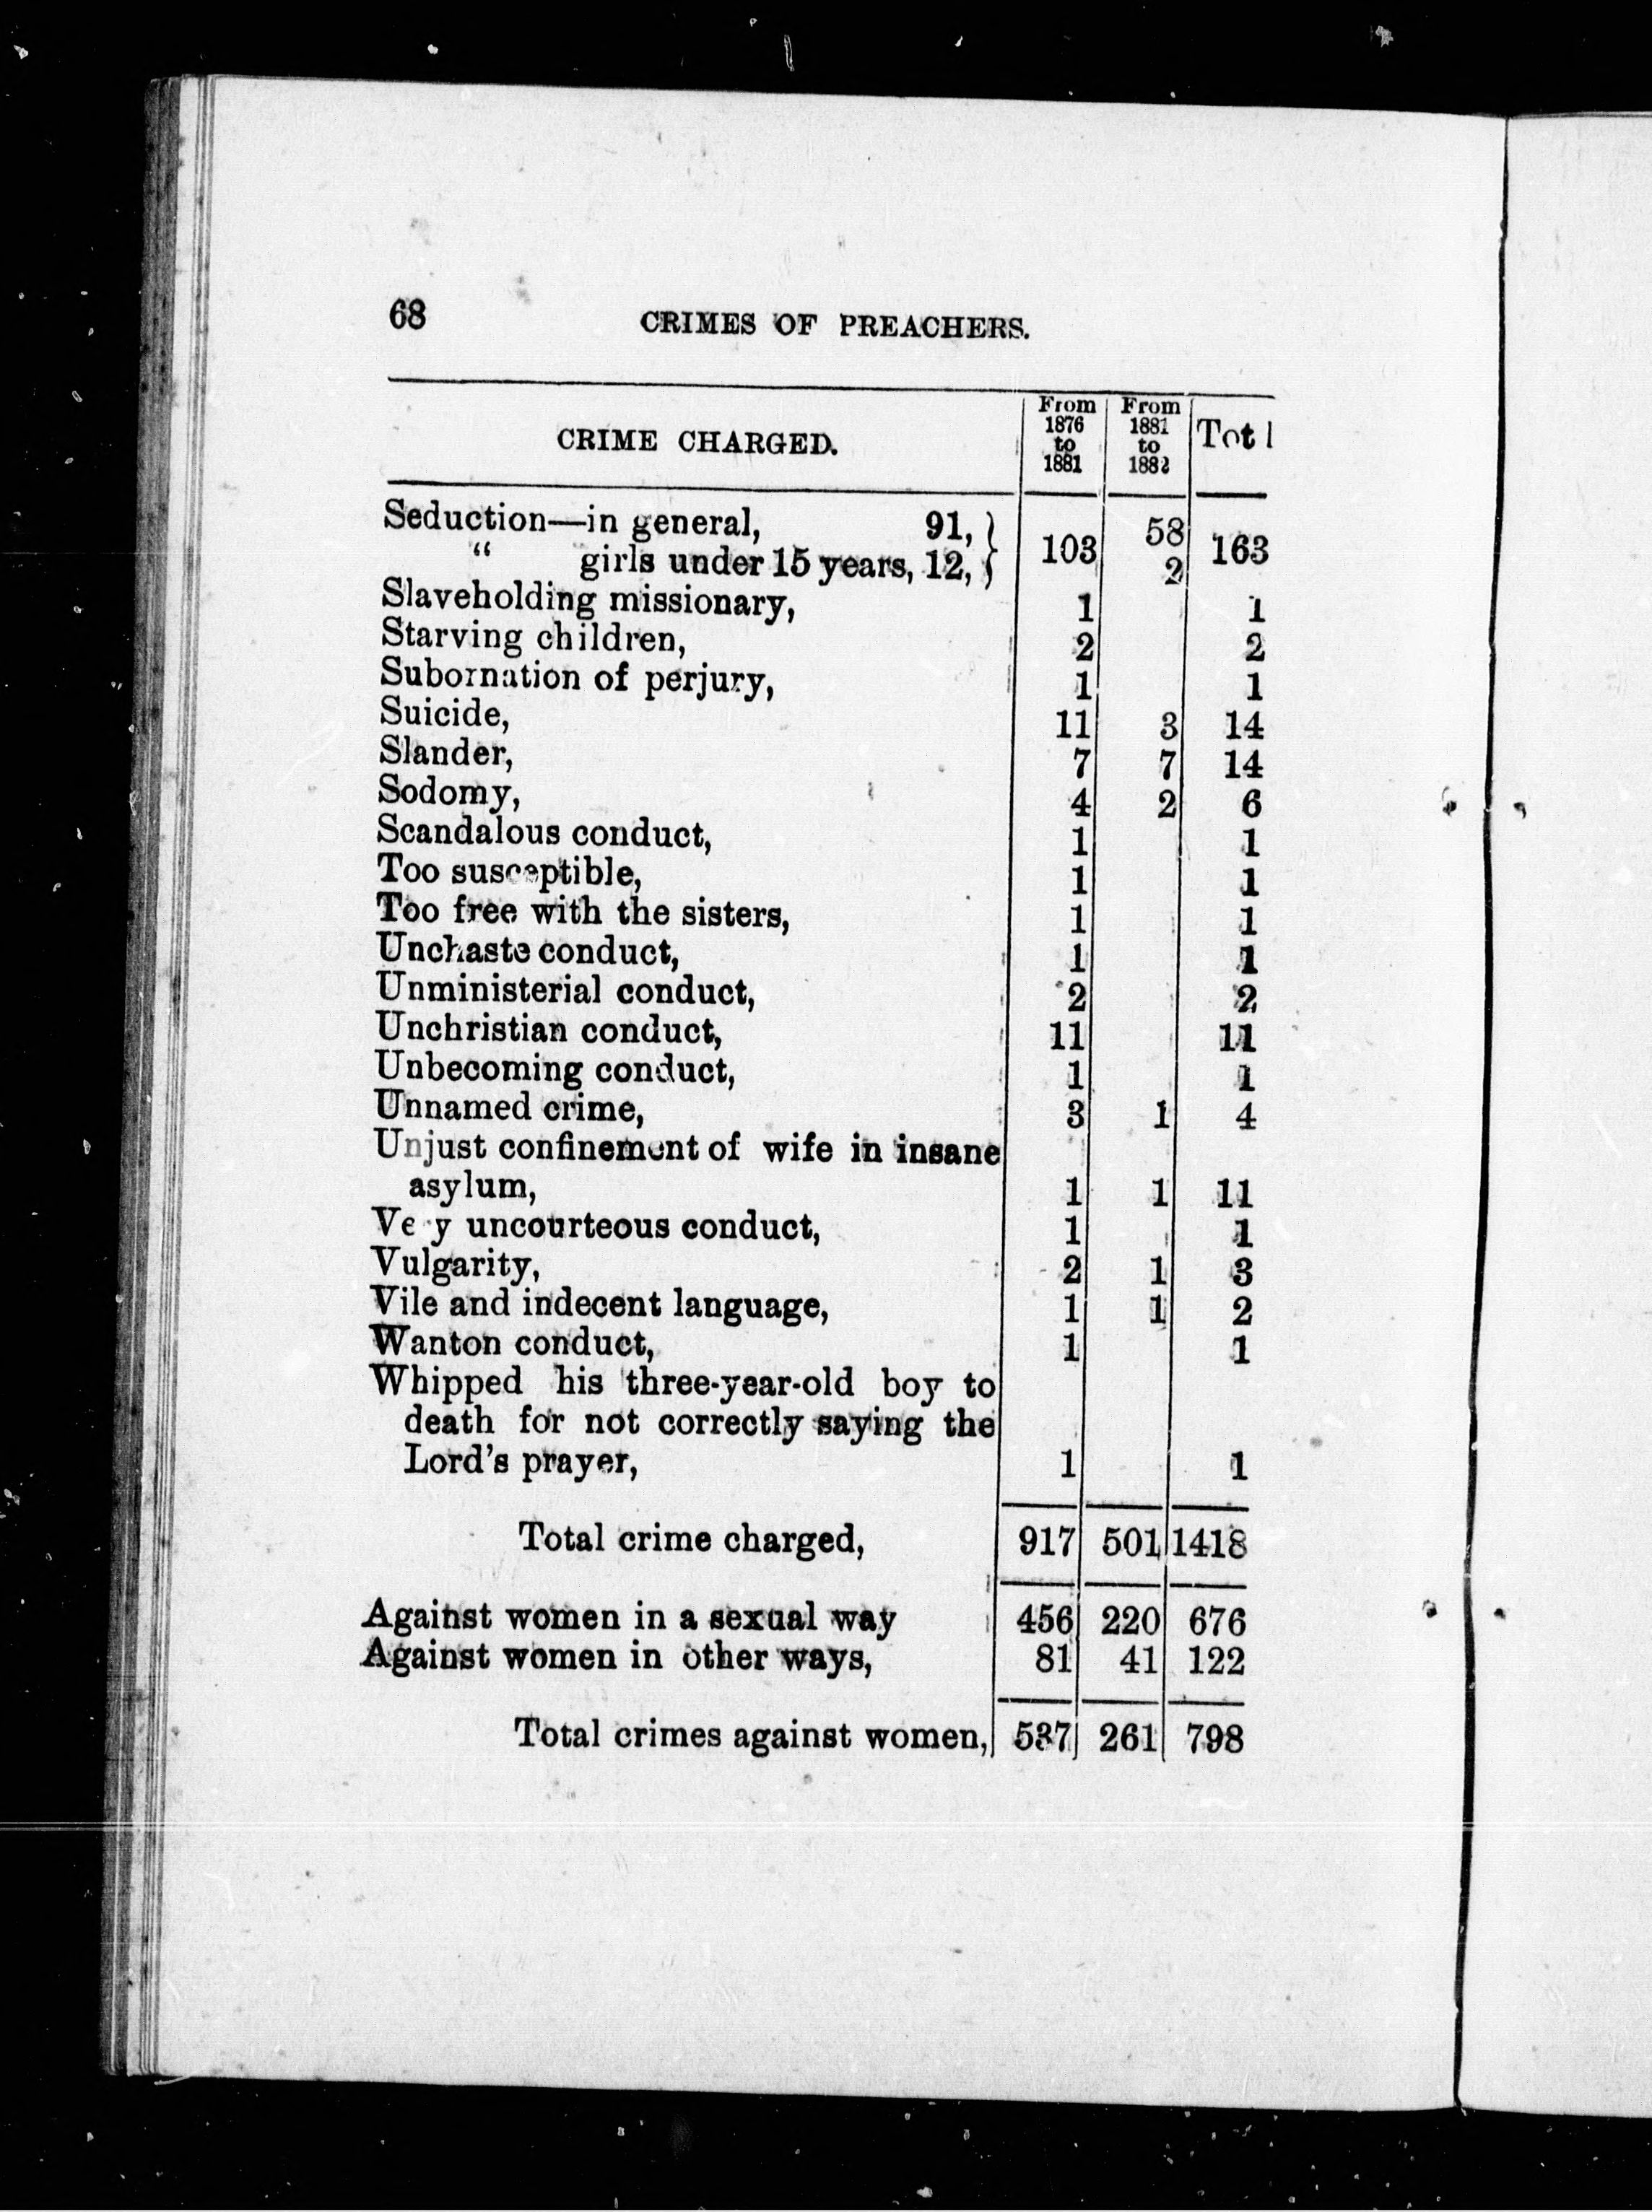 68 CRIMES OF PREACHERS.
CRIME CHARGED. From 1876 to 1881 From 1881 to 1882 Tot l
Seduction—in general, 91, } 103 58 163
“ girls under 15 years, 12, } 2
Slaveholding missionary, 1 1
Starving children, 2 2
Subornation of perjury, 1 1
Suicide, 11 3 14
Slander, 7 7 14
Sodomy, 4 2 6
Scandalous conduct, 1 1
Too susceptible, 1 1
Too free with the sisters, 1 1
Unchaste conduct, 1 1
Unministerial conduct, 2 2
Unchristian conduct, 11 11
Unbecoming conduct, 1 1
Unnamed crime, 3 1 4
Unjust confinement of wife in insane
asylum, 1 1 11
Ve y uncourteous conduct, 1 1
Vulgarity, 2 1 3
Vile and indecent language, 1 1 2
Wanton conduct, 1 1
Whipped his three-year-old boy to
death for not correctly saying the
Lord's prayer, 1 1
Total crime charged, 917 501 1418
Against women in a sexual way 456 220 676
Against women in other ways, 81 41 122
Total crimes against women, 537 261 798